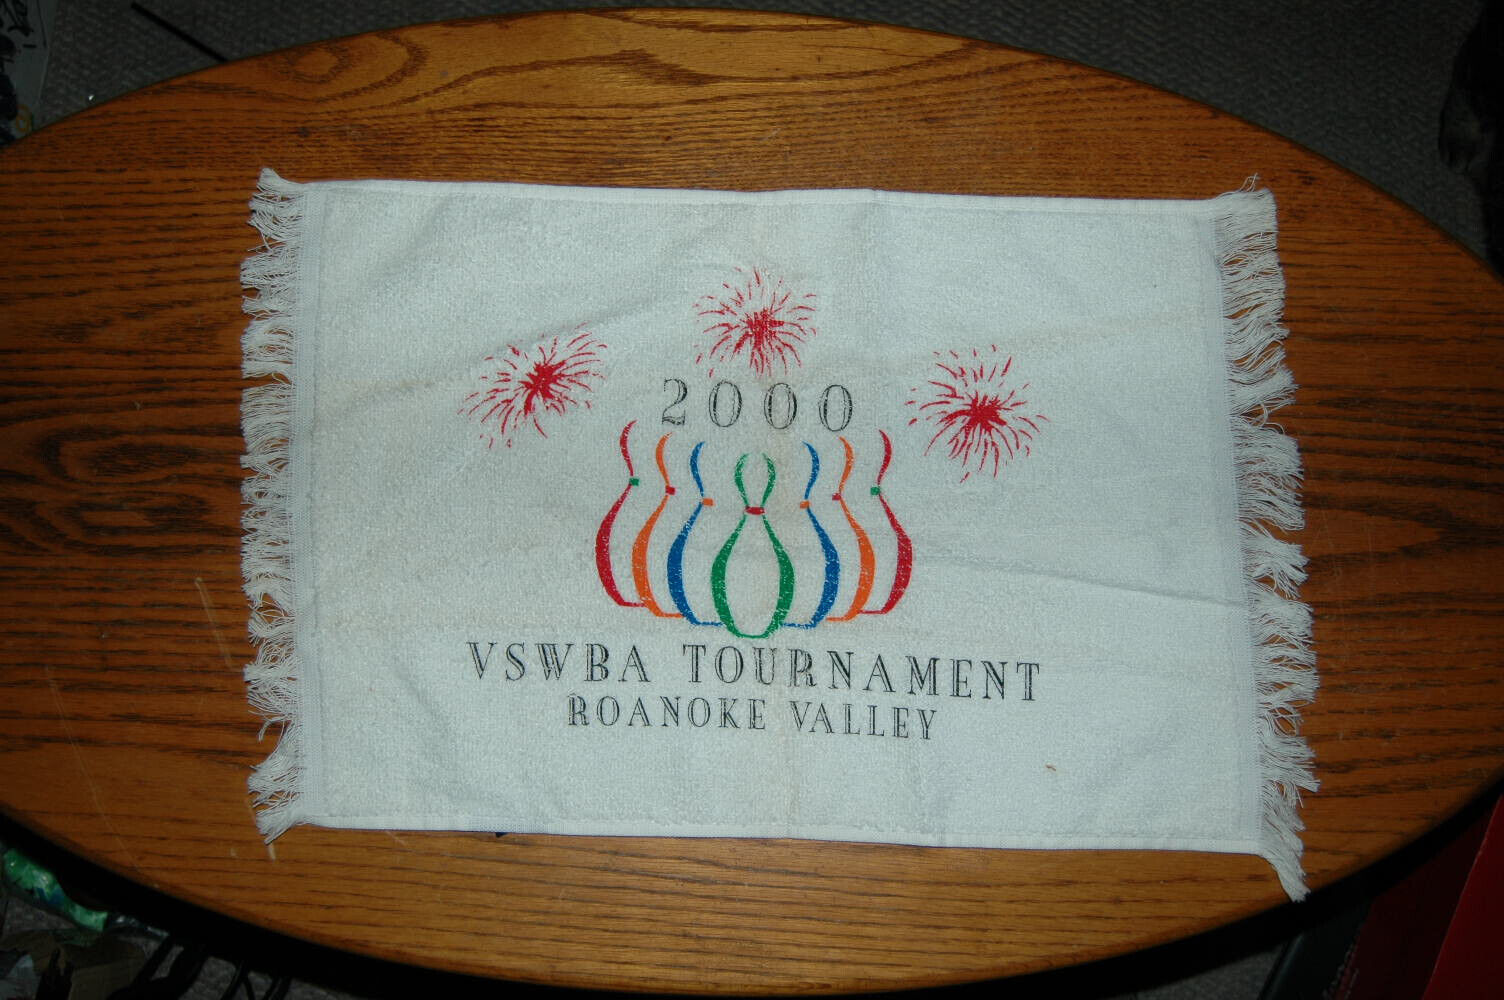 2000
VSWBA TOURNAMENT
ROANOKE VALLEY